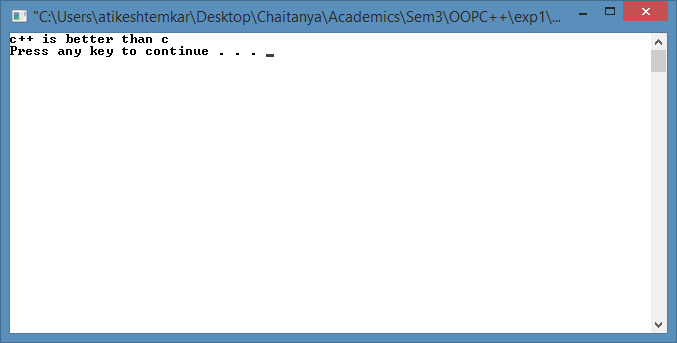 "C:\Users\atikeshtemkar\Desktop\Chaitanya\Academics\Sem3\OOPC++\exp1\...
c++ is better than c
Press any key to continue . . .